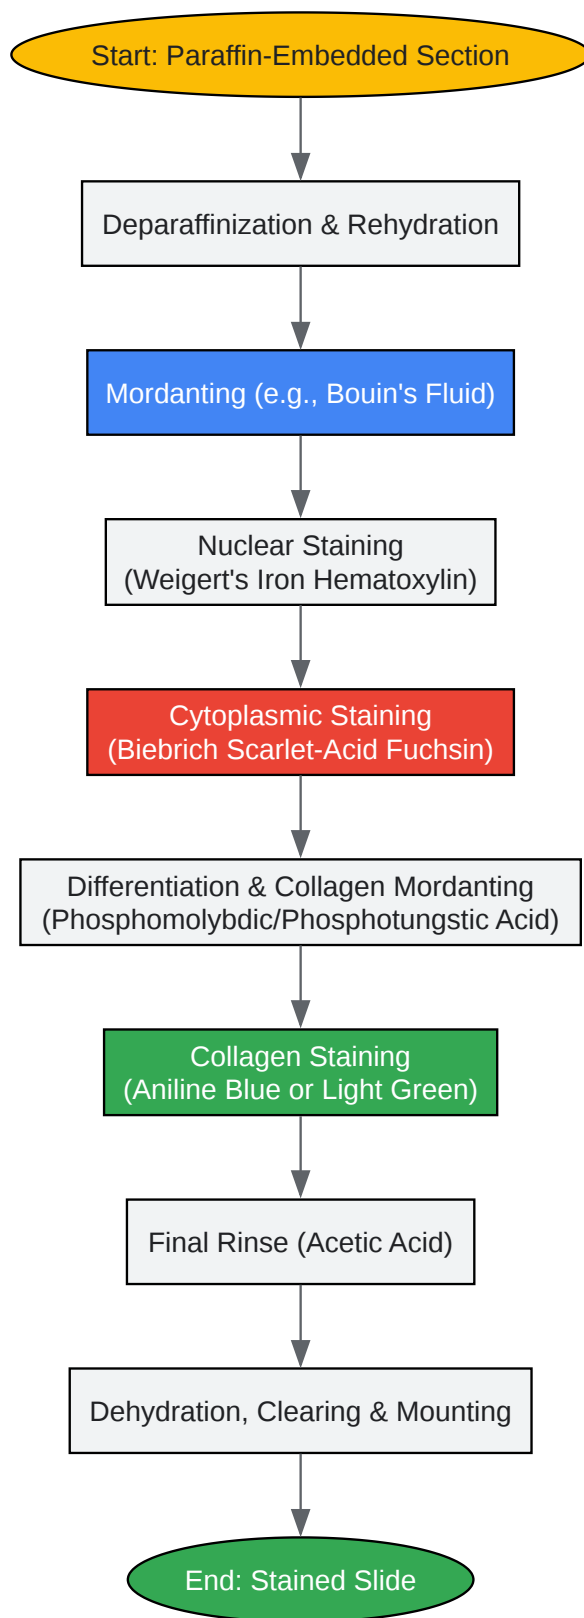 Start: Paraffin-Embedded Section
Deparaffinization & Rehydration
Mordanting (e.g., Bouin's Fluid)
Nuclear Staining
(Weigert's Iron Hematoxylin)
Cytoplasmic Staining
(Biebrich Scarlet-Acid Fuchsin)
Differentiation & Collagen Mordanting
(Phosphomolybdic/Phosphotungstic Acid)
Collagen Staining
(Aniline Blue or Light Green)
Final Rinse (Acetic Acid)
Dehydration, Clearing & Mounting
End: Stained Slide